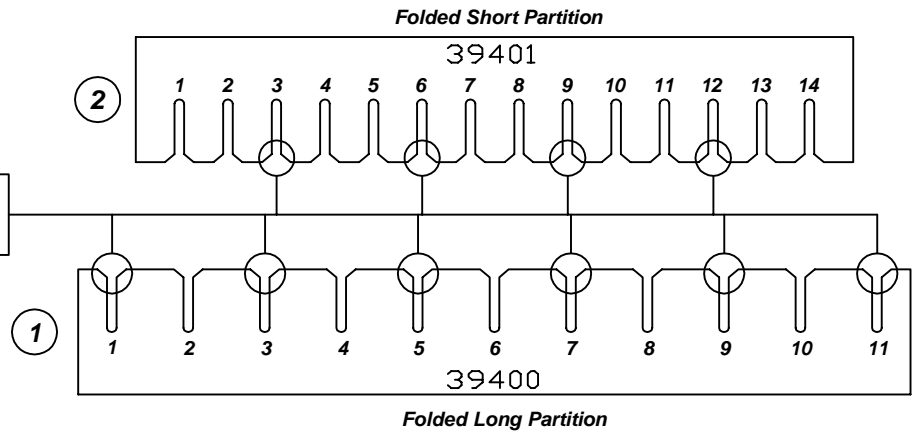 Folded Short Partition
39401
2
1 2 3 4 5 6 7 8 9 10 11 12 13 14
1
1 2 3 4 5 6 7 8 9 10 11
39400
Folded Long Partition